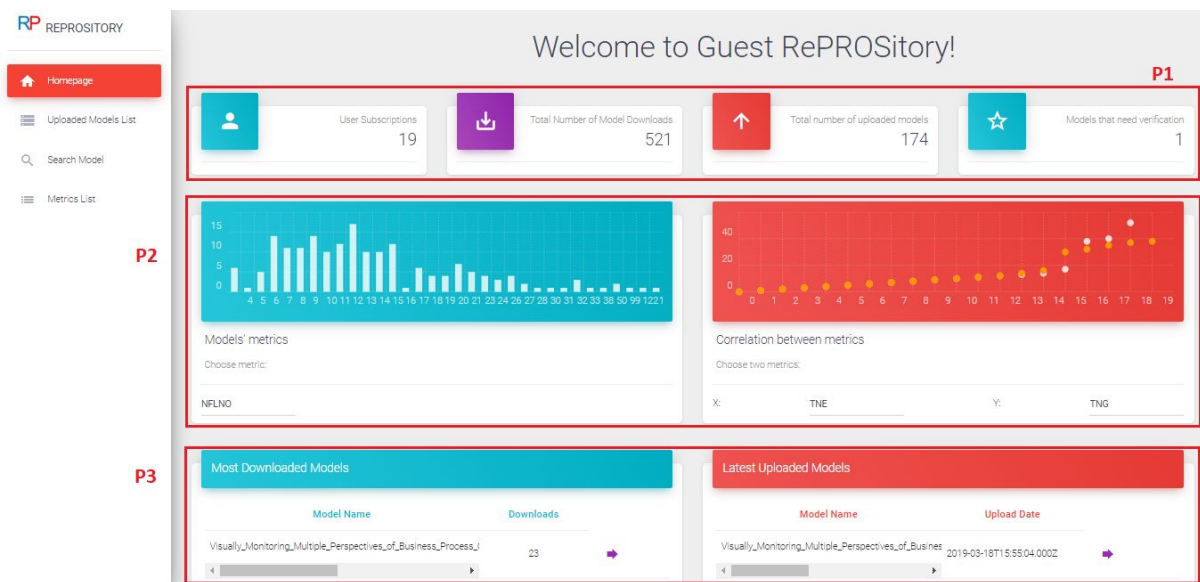 RP REPROSITORY
Homepage
Uploaded Models List
Search Model
Metrics List
Welcome to Guest RePROSitory!
P1
User Subscriptions
19
Total Number of Model Downloads
521
Total number of uploaded models
174
Models that need verification
1
P2
15
10
5
0
4 5 6 7 8 9 10 11 12 13 14 15 16 17 18 19 20 21 23 24 26 27 28 30 31 32 33 38 50 99 1221
Models' metrics
Choose metric:
NFLNO
40
20
0
0 1 2 3 4 5 6 7 8 9 10 11 12 13 14 15 16 17 18 19
Correlation between metrics
Choose two metrics:
X: TNE Y: TNG
P3
Most Downloaded Models
Model Name Downloads
Visually_Monitoring_Multiple_Perspectives_of_Business_Process_
23
Latest Uploaded Models
Model Name Upload Date
Visually_Monitoring_Multiple_Perspectives_of_Busines
2019-03-18T15:55:04.000Z